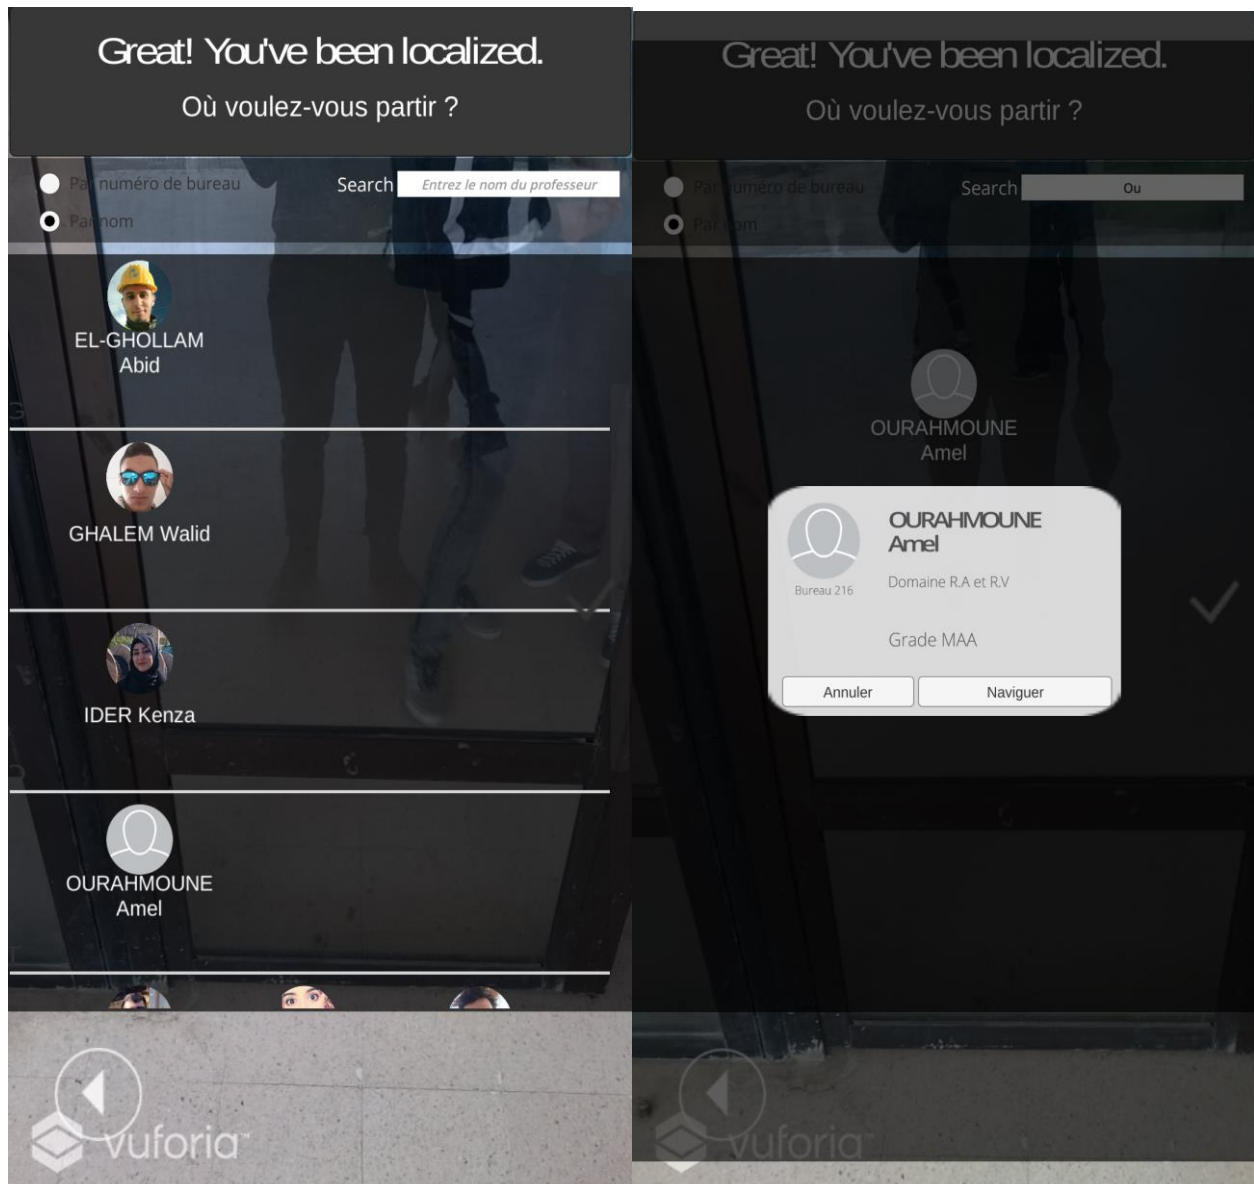 Great! You've been localized.
Où voulez-vous partir ?
Par numéro de bureau
Search
Entrez le nom du professeur
Par nom
EL-GHOLLAM
Abid
GHALEM Walid
IDER Kenza
OURAHMOUNE
Amel
vuforia™
Great! You've been localized.
Où voulez-vous partir ?
Par numéro de bureau
Search
Ou
Par nom
OURAHMOUNE
Amel
OURAHMOUNE
Amel
Bureau 216
Domaine R.A et R.V
Grade MAA
Annuler
Naviguer
vuforia™